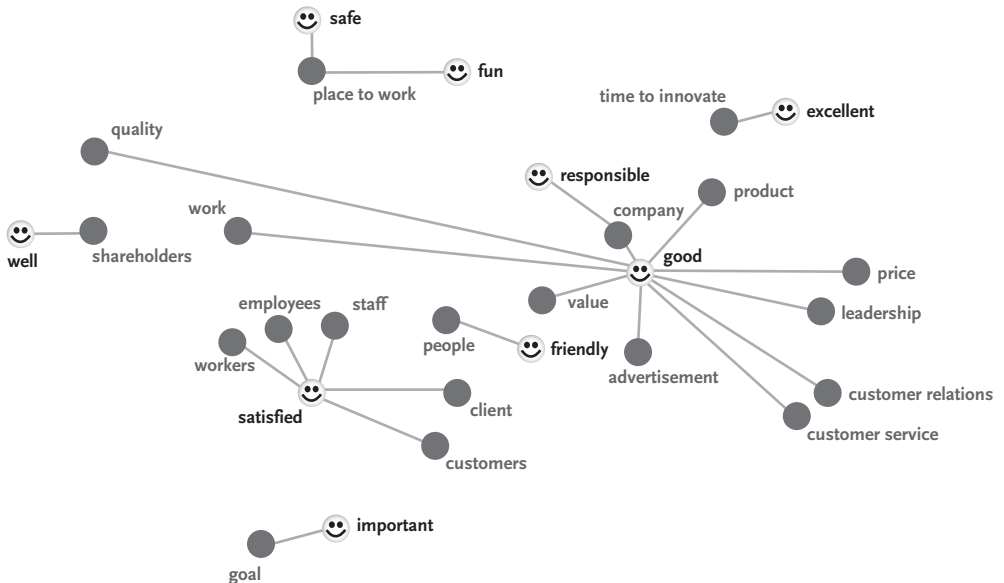 safe
fun
place to work
time to innovate
excellent
quality
responsible
product
work
company
well
shareholders
good
price
value
leadership
employees
staff
people
friendly
workers
advertisement
satisfied
client
customer relations
customer service
customers
important
goal